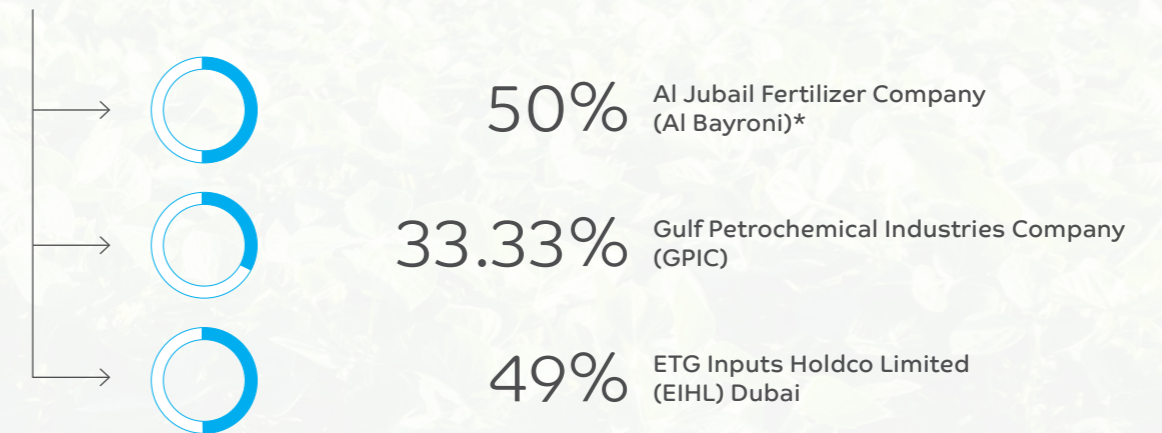 50%
Al Jubail Fertilizer Company
(Al Bayroni)*
33.33%
Gulf Petrochemical Industries Company
(GPIC)
49%
ETG Inputs Holdco Limited
(EIHL) Dubai